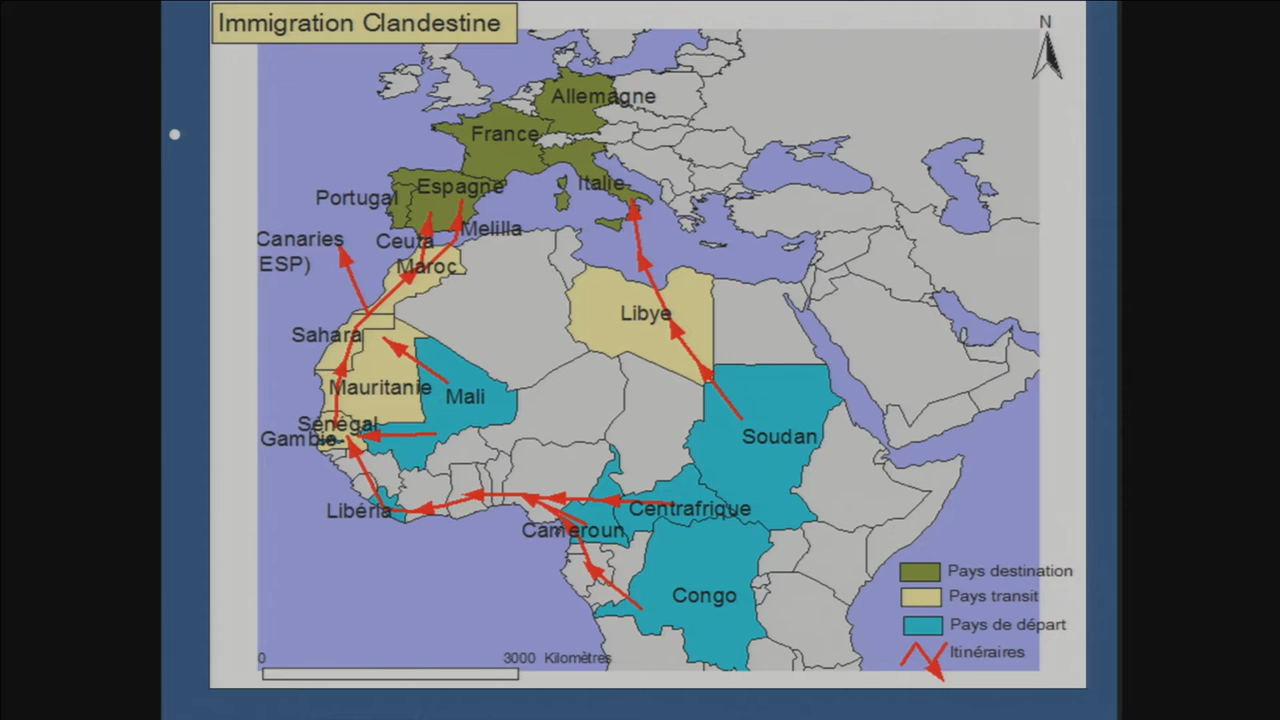 Immigration Clandestine
N
Allemagne
France
Italie
Espagne
Portugal
Melilla
Ceuta
Canaries
ESP)
Maroc
Libye
Sahara
Mauritanie
Mali
Sénégal
Gambie
Soudan
Libéria
Centrafrique
Cameroun
Congo
Pays destination
Pays transit
Pays de départ
Itinéraires
0 3000 Kilomètres